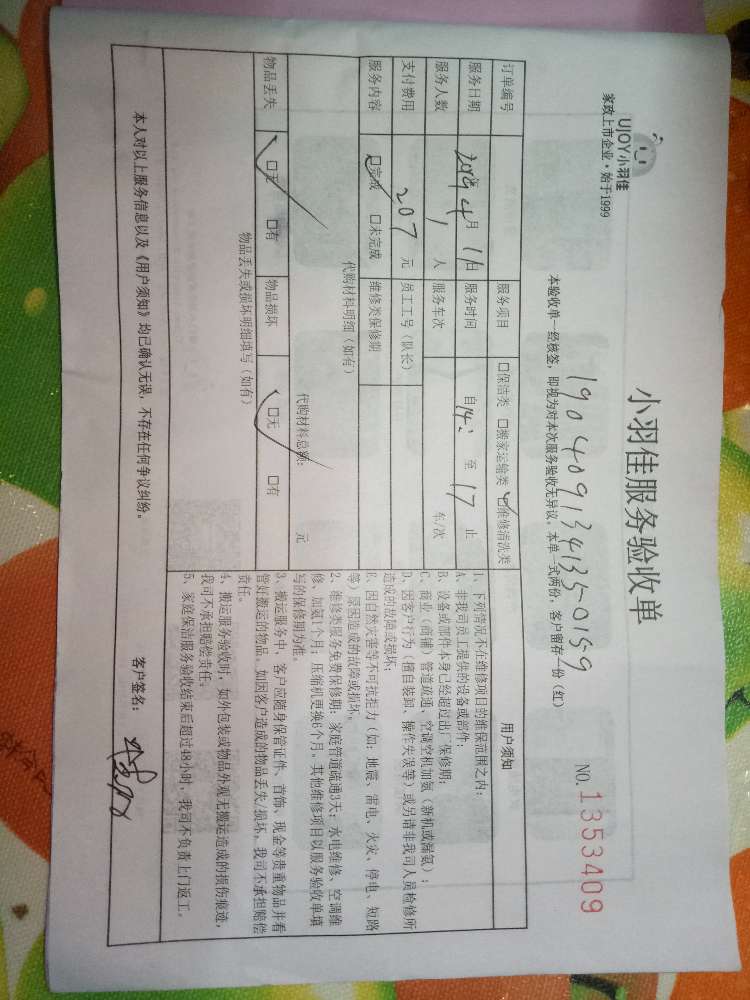 UJOY小羽佳
家政上市企业·始于1999
小羽佳服务验收单
NO.1353409
1904091341350159
本验收单一经核签，即视为对本次服务验收无异议。本单一式两份，客户留存一份（红）
订单编号 服务项目 □保洁类 □搬家运输类 ☑维修清洗类
服务日期 2019年4月11日 服务时间 自14: 至17止
服务人数 1人 服务车次 车/次
支付费用 207元 员工工号（队长）
服务内容 ☑完成 □未完成 维修类保修期
代购材料明细（如有）
代购材料总额： 元
物品丢失 ☑无 □有 物品损坏 ☑无 □有
物品丢失或损坏明细填写（如有）
用户须知
1、下列情况不在维修项目的维保范围之内：
A、非我司员工提供的设备或部件；
B、设备或部件本身已经超过出厂保修期；
C、商业（商铺）管道疏通、空调空机加氨（新机或漏氨）；
D、因客户行为（擅自装卸、操作失误等）或另请非我司人员检修所
造成的故障或损坏；
E、因自然灾害等不可抗拒力（如：地震、雷电、火灾、停电、短路
等）原因造成的故障或损坏。
2、维修类服务免费保修期：家庭管道疏通3天；水电维修、空调维
修、加氨1个月，压缩机更换6个月。其他维修项目以服务验收单填
写的保修期为准。
3、搬运服务中，客户应随身保管证件、首饰、现金等贵重物品并看
管好搬运的物品。如因客户造成的物品丢失/损坏，我司不承担赔偿
责任。
4、搬运服务验收时，如外包装或物品外观无搬运造成的损伤痕迹，
我司不承担赔偿责任。
5、家庭保洁服务验收结束后超过48小时，我司不负责上门返工。
本人对以上服务信息以及《用户须知》均已确认无误，不存在任何争议纠纷。
客户签名：